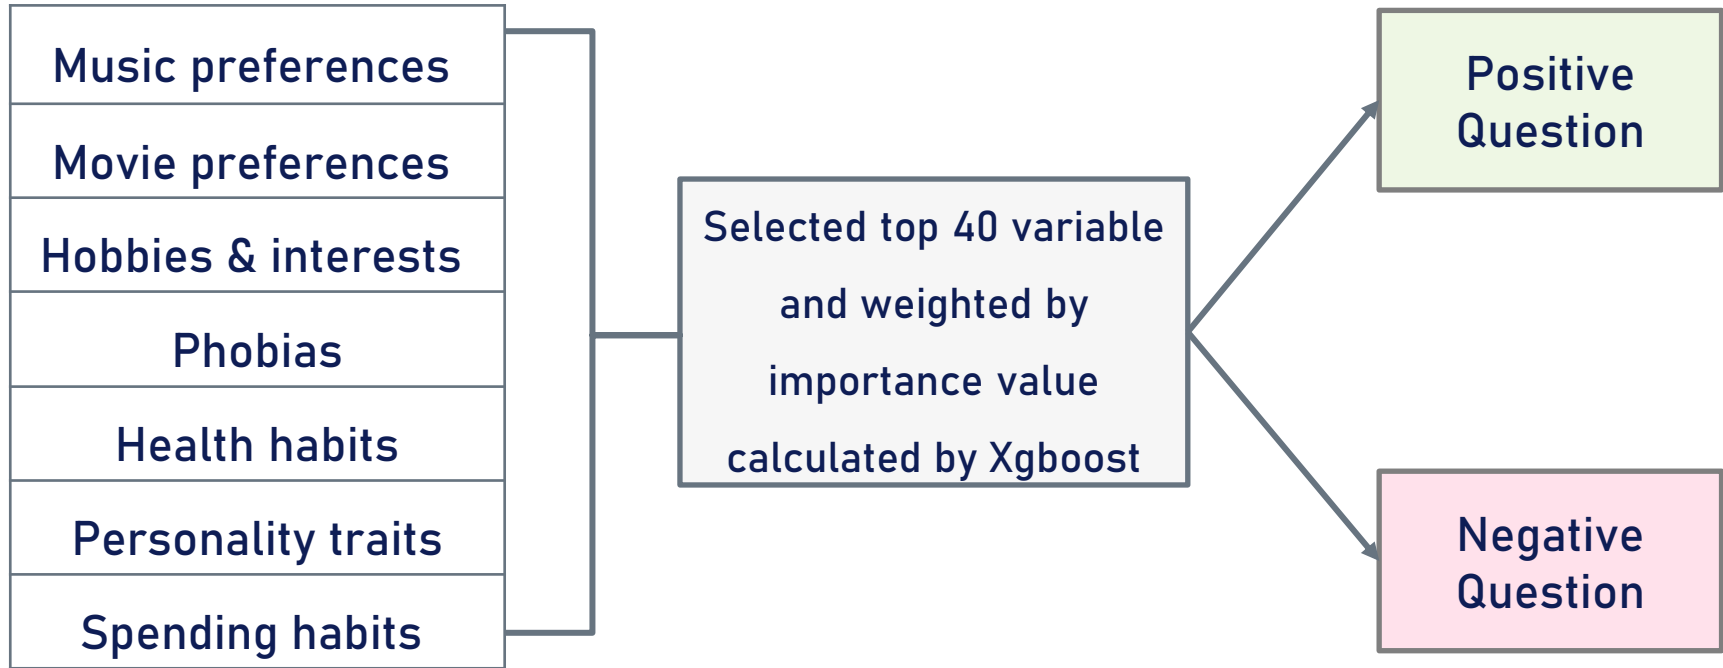 Music preferences
Movie preferences
Hobbies & interests
Phobias
Health habits
Personality traits
Spending habits
Selected top 40 variable
and weighted by
importance value
calculated by Xgboost
Positive
Question
Negative
Question